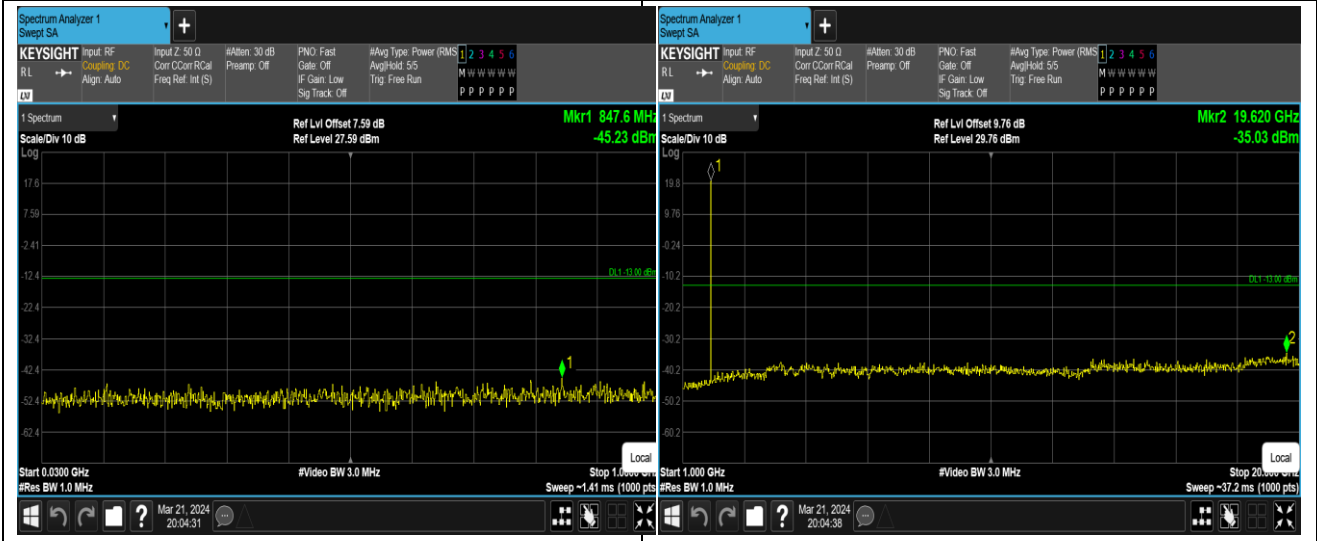 Spectrum Analyzer 1
Swept SA
+
KEYSIGHT
RL
LXI
Input: RF
Coupling: DC
Align: Auto
Input Z: 50 Ω
Corr CCorr RCal
Freq Ref: Int (S)
#Atten: 30 dB
Preamp: Off
PNO: Fast
Gate: Off
IF Gain: Low
Sig Track: Off
#Avg Type: Power (RMS
Avg|Hold: 5/5
Trig: Free Run
1 2 3 4 5 6
M W W W W W
P P P P P P
1 Spectrum
Scale/Div 10 dB
Ref Lvl Offset 7.59 dB
Ref Level 27.59 dBm
Mkr1 847.6 MHz
-45.23 dBm
Log
17.6
7.59
-2.41
-12.4
DL1 -13.00 dBm
-22.4
-32.4
-42.4
1
-52.4
-62.4
Local
Start 0.0300 GHz
#Video BW 3.0 MHz
#Res BW 1.0 MHz
Sweep ~1.41 ms (1000 pts)
?
Mar 21, 2024
20:04:31
Spectrum Analyzer 1
Swept SA
+
KEYSIGHT
RL
LXI
Input: RF
Coupling: DC
Align: Auto
Input Z: 50 Ω
Corr CCorr RCal
Freq Ref: Int (S)
#Atten: 30 dB
Preamp: Off
PNO: Fast
Gate: Off
IF Gain: Low
Sig Track: Off
#Avg Type: Power (RMS
Avg|Hold: 5/5
Trig: Free Run
1 2 3 4 5 6
M W W W W W
P P P P P P
1 Spectrum
Scale/Div 10 dB
Ref Lvl Offset 9.76 dB
Ref Level 29.76 dBm
Mkr2 19.620 GHz
-35.03 dBm
Log
1
19.8
9.76
-0.24
-10.2
DL1 -13.00 dBm
-20.2
-30.2
2
-40.2
-50.2
-60.2
Local
Start 1.000 GHz
#Video BW 3.0 MHz
#Res BW 1.0 MHz
Sweep ~37.2 ms (1000 pts)
?
Mar 21, 2024
20:04:38